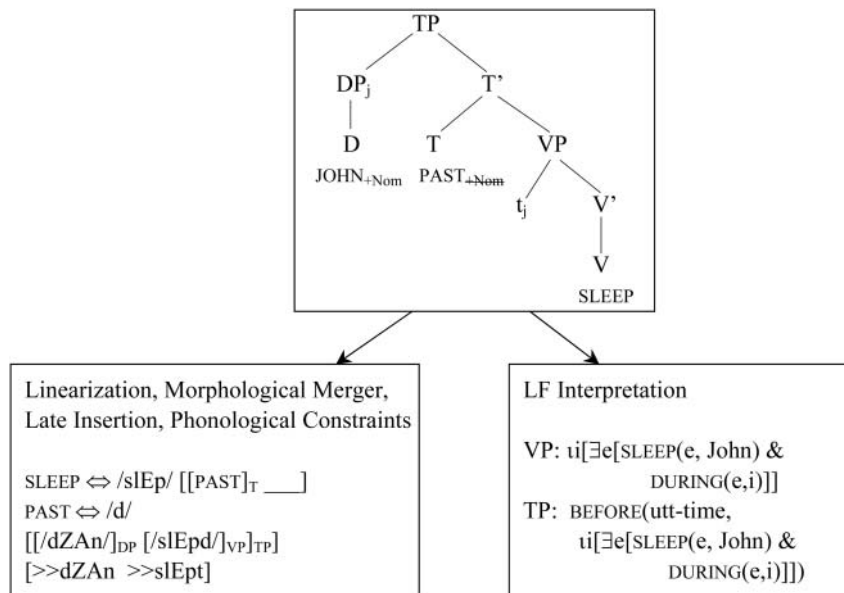 TP
DPj T’
D T VP
JOHN+Nom PAST+Nom
tj V’
V
SLEEP
Linearization, Morphological Merger,
Late Insertion, Phonological Constraints
SLEEP ⇔ /slEp/ [[PAST]T ___]
PAST ⇔ /d/
[[/dZAn/]DP [/slEpd/]VP]TP]
[>>dZAn >>slEpt]
LF Interpretation
VP: ιi[∃e[SLEEP(e, John) &
DURING(e,i)]]
TP: BEFORE(utt-time,
ιi[∃e[SLEEP(e, John) &
DURING(e,i)]])